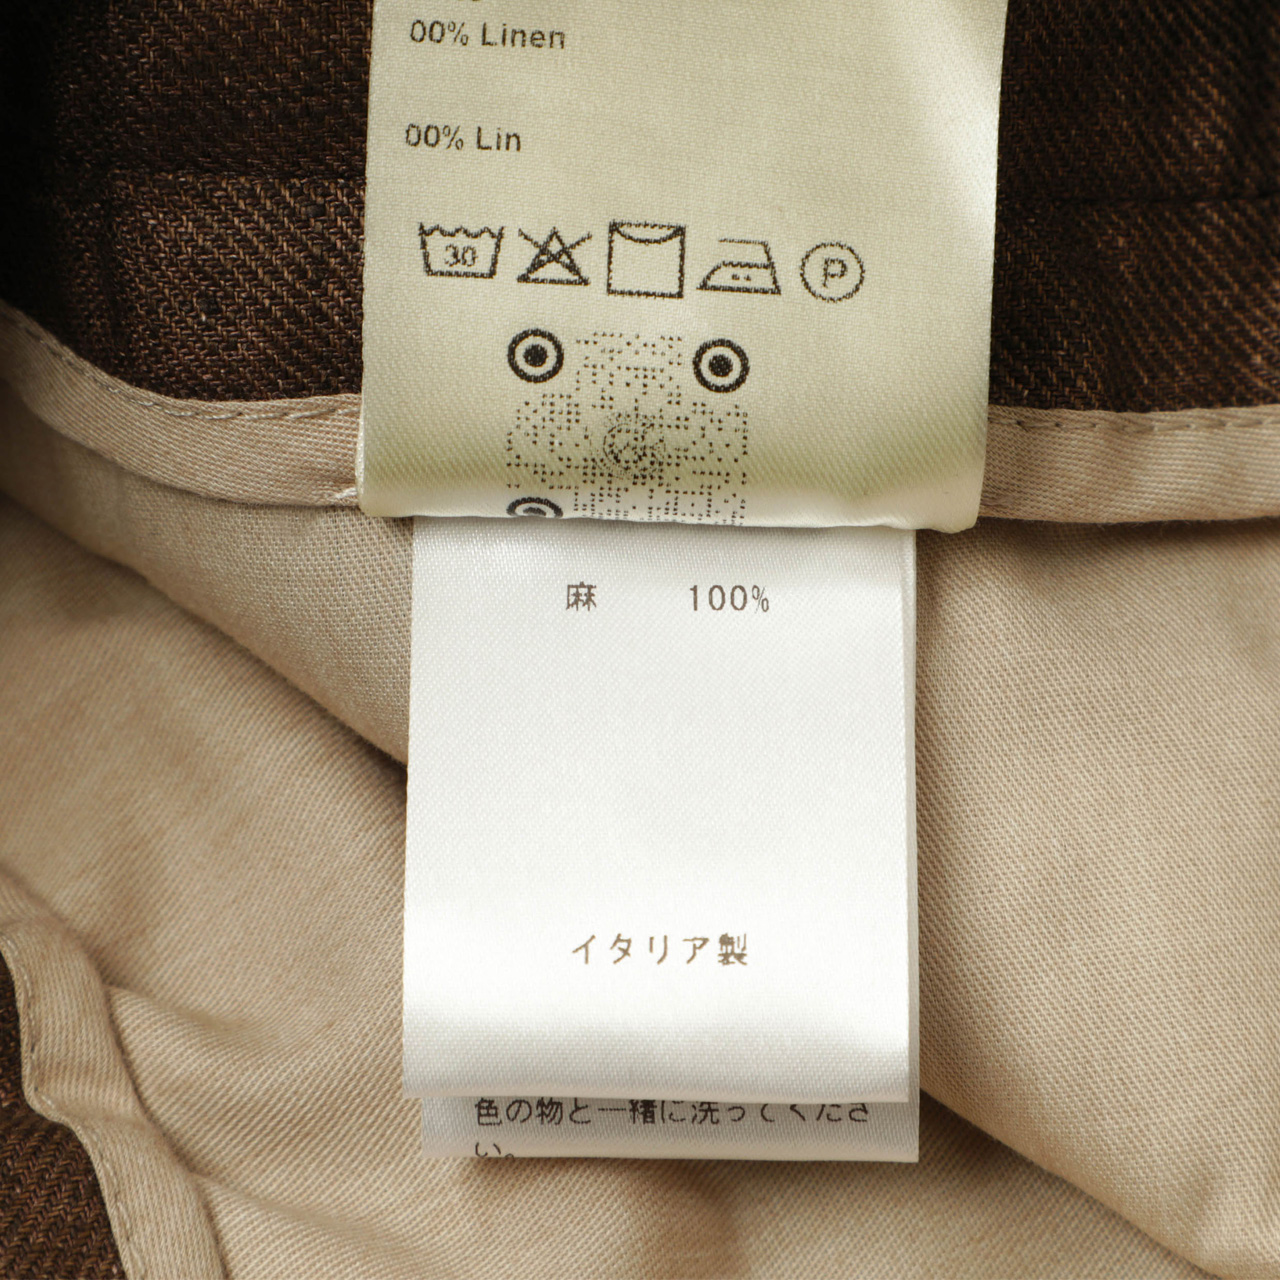 00% Linen
00% Lin
30
P
麻 100%
イタリア製
色の物と一緒に洗ってくださ
い。